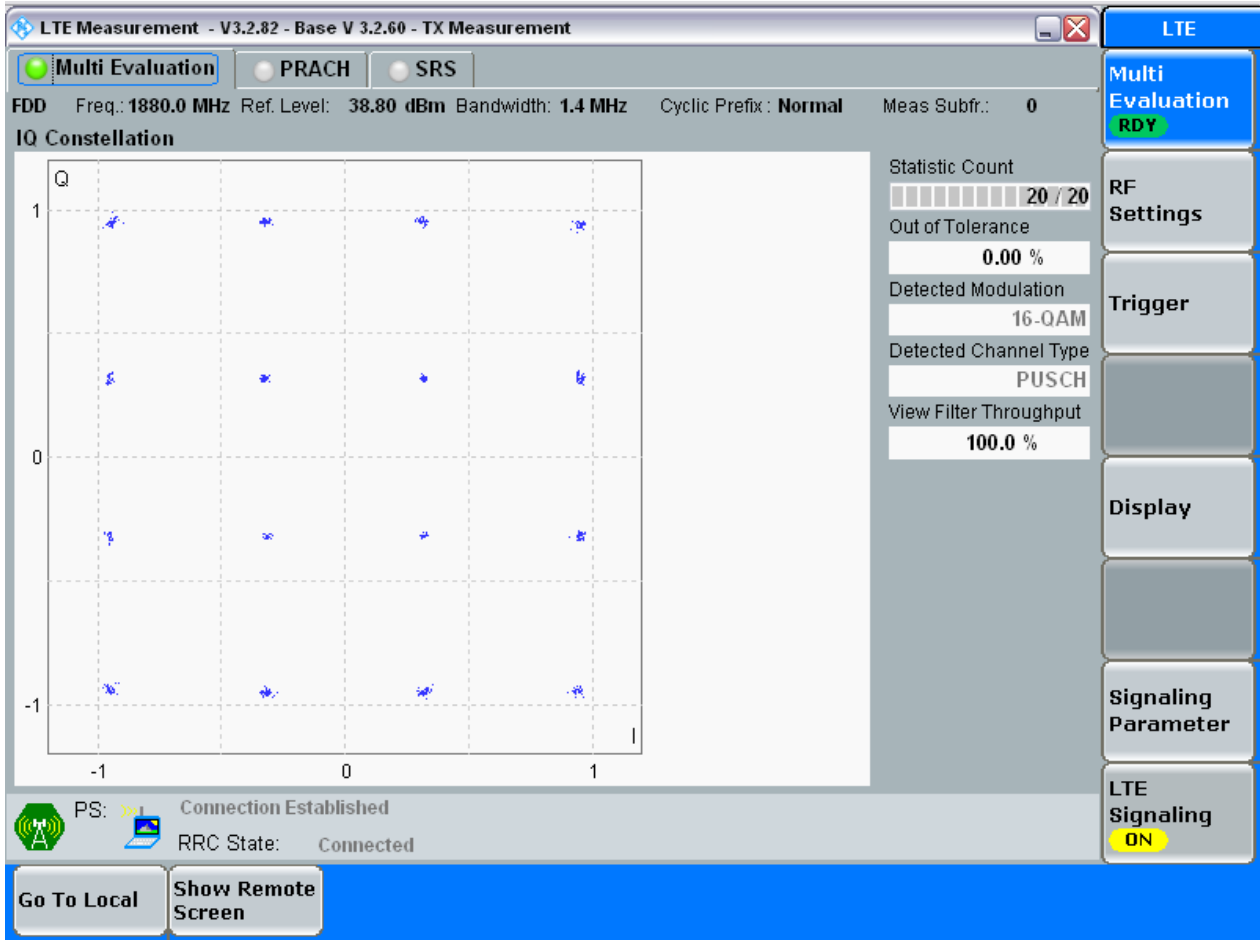 LTE Measurement - V3.2.82 - Base V 3.2.60 - TX Measurement
LTE
Multi Evaluation PRACH SRS
Multi
Evaluation
RDY
FDD Freq.: 1880.0 MHz Ref. Level: 38.80 dBm Bandwidth: 1.4 MHz Cyclic Prefix : Normal Meas Subfr.: 0
IQ Constellation
Q
1
0
-1
I
-1 0 1
Statistic Count
20 / 20
Out of Tolerance
0.00 %
Detected Modulation
16-QAM
Detected Channel Type
PUSCH
View Filter Throughput
100.0 %
RF
Settings
Trigger
Display
Signaling
Parameter
LTE
Signaling
ON
PS: Connection Established
RRC State: Connected
Go To Local
Show Remote
Screen